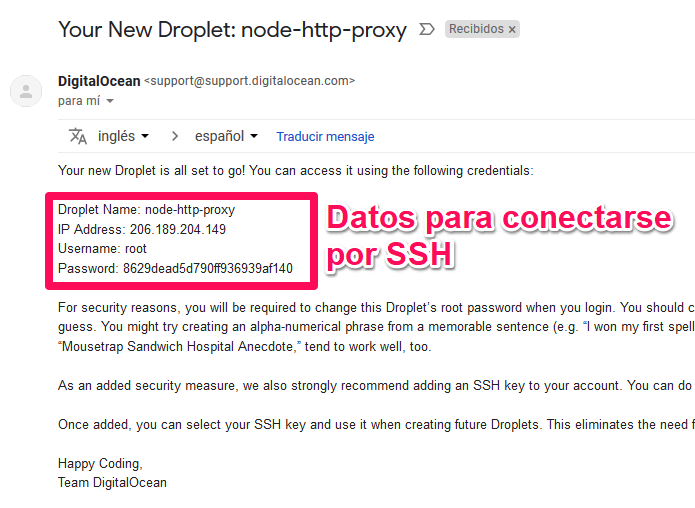 Your New Droplet: node-http-proxy
Recibidos ×
DigitalOcean <support@support.digitalocean.com>
para mí
inglés > español Traducir mensaje
Your new Droplet is all set to go! You can access it using the following credentials:
Droplet Name: node-http-proxy
IP Address: 206.189.204.149
Username: root
Password: 8629dead5d790ff936939af140
Datos para conectarse
por SSH
For security reasons, you will be required to change this Droplet's root password when you login. You should c
guess. You might try creating an alpha-numerical phrase from a memorable sentence (e.g. “I won my first spell
“Mousetrap Sandwich Hospital Anecdote,” tend to work well, too.
As an added security measure, we also strongly recommend adding an SSH key to your account. You can do
Once added, you can select your SSH key and use it when creating future Droplets. This eliminates the need f
Happy Coding,
Team DigitalOcean